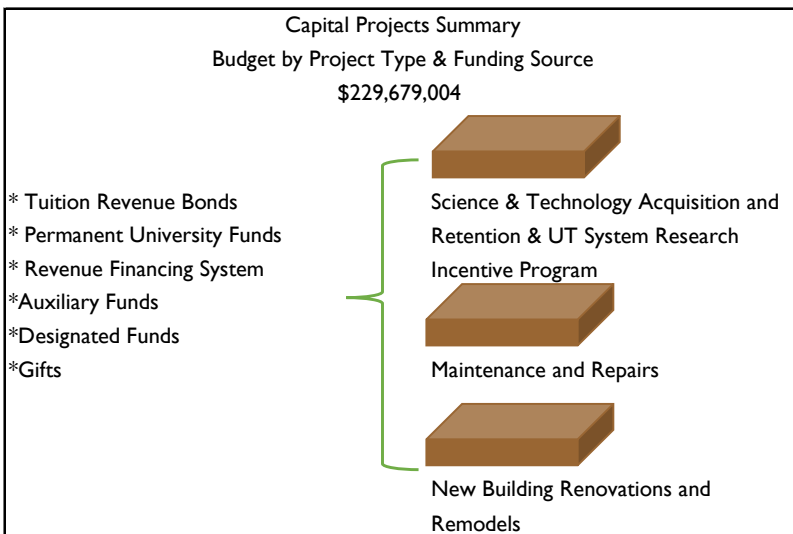 Capital Projects Summary
Budget by Project Type & Funding Source
$229,679,004
* Tuition Revenue Bonds
* Permanent University Funds
* Revenue Financing System
*Auxiliary Funds
*Designated Funds
*Gifts
Science & Technology Acquisition and
Retention & UT System Research
Incentive Program
Maintenance and Repairs
New Building Renovations and
Remodels